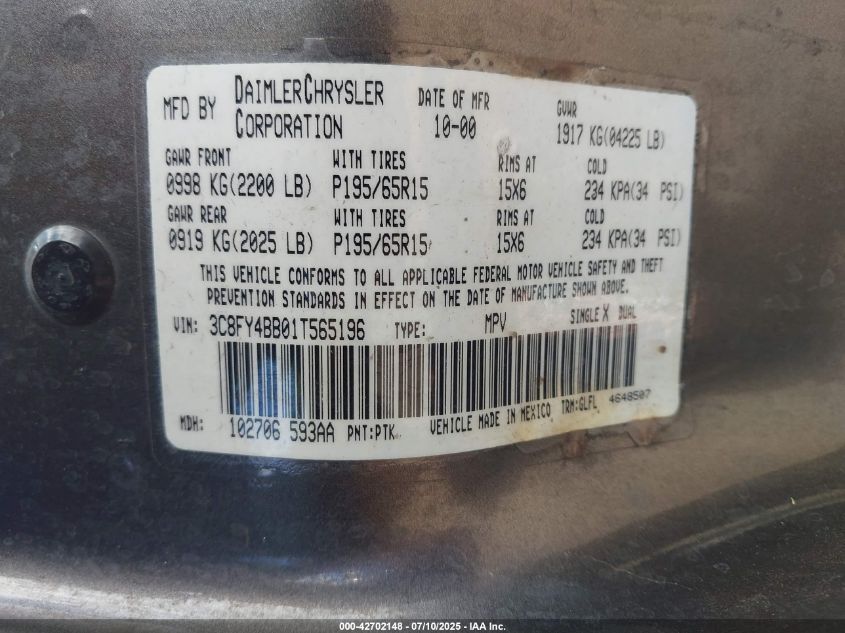 MFD BY DAIMLERCHRYSLER CORPORATION DATE OF MFR 10-00 GVWR 1917 KG(04225 LB)
GAWR FRONT WITH TIRES RIMS AT COLD
0998 KG(2200 LB) P195/65R15 15X6 234 KPA(34 PSI)
GAWR REAR WITH TIRES RIMS AT COLD
0919 KG(2025 LB) P195/65R15 15X6 234 KPA(34 PSI)
THIS VEHICLE CONFORMS TO ALL APPLICABLE FEDERAL MOTOR VEHICLE SAFETY AND THEFT
PREVENTION STANDARDS IN EFFECT ON THE DATE OF MANUFACTURE SHOWN ABOVE.
VIN: 3C8FY4BB01T565196 TYPE: MPV SINGLE X DUAL
MDH: 102706 593AA PNT:PTK VEHICLE MADE IN MEXICO TRM:GLFL 4648507
000-42702148 - 07/10/2025 - IAA Inc.